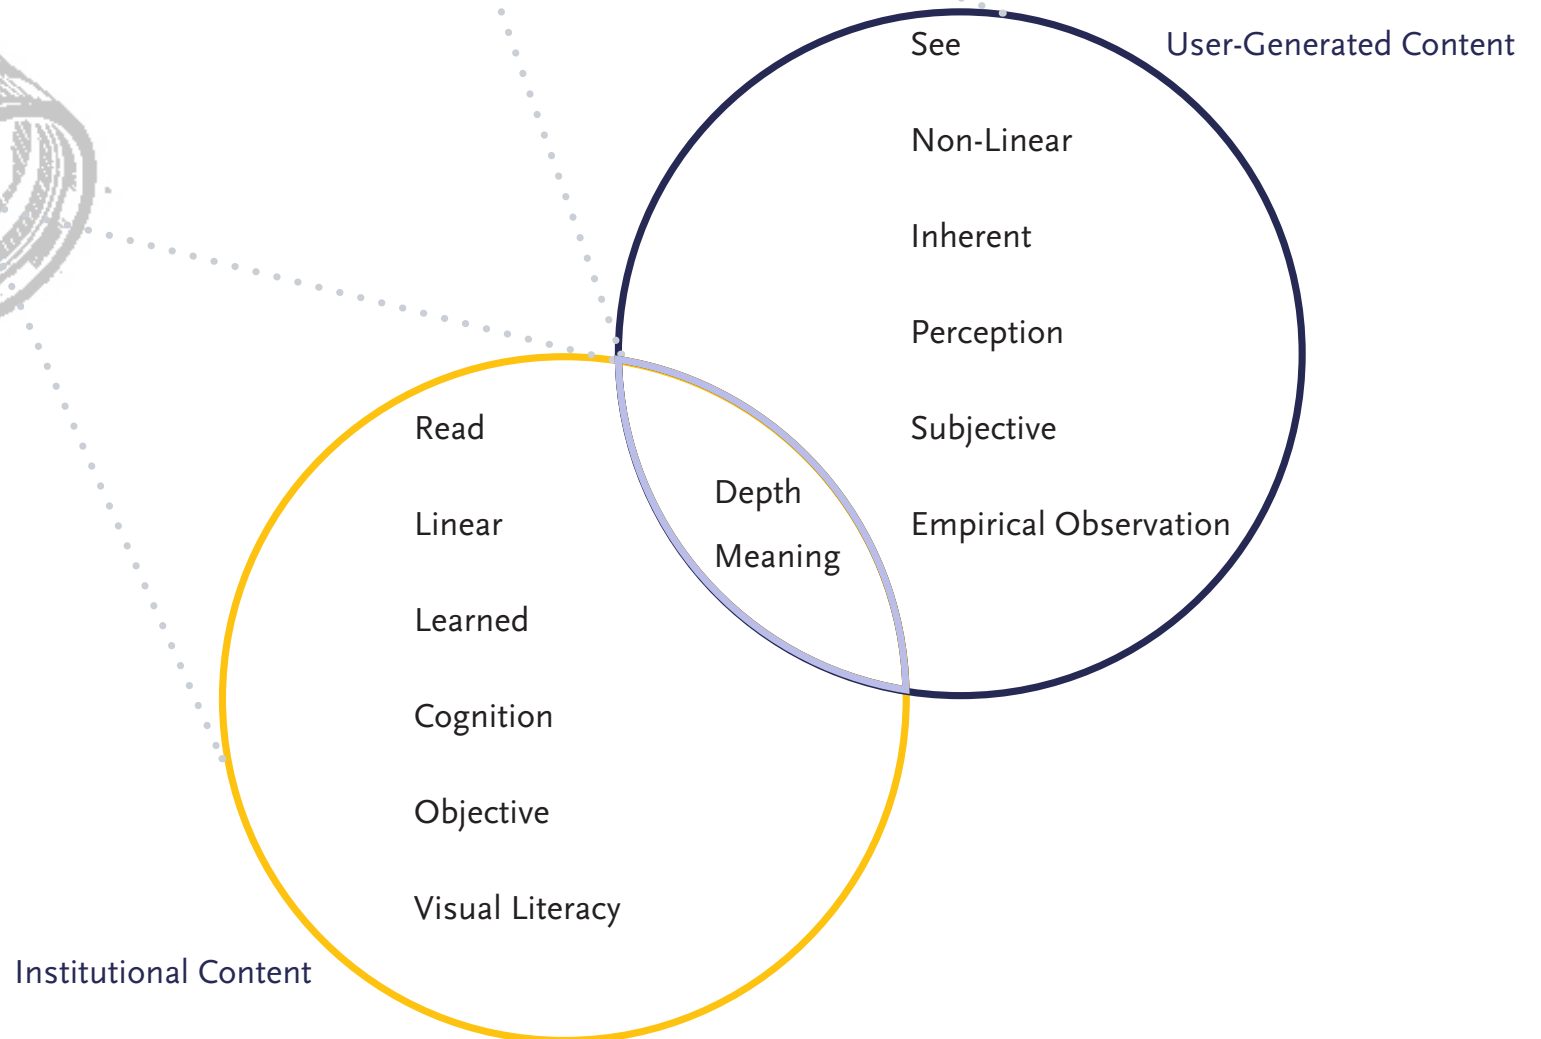 User-Generated Content
See
Non-Linear
Inherent
Perception
Subjective
Empirical Observation
Depth
Meaning
Read
Linear
Learned
Cognition
Objective
Visual Literacy
Institutional Content